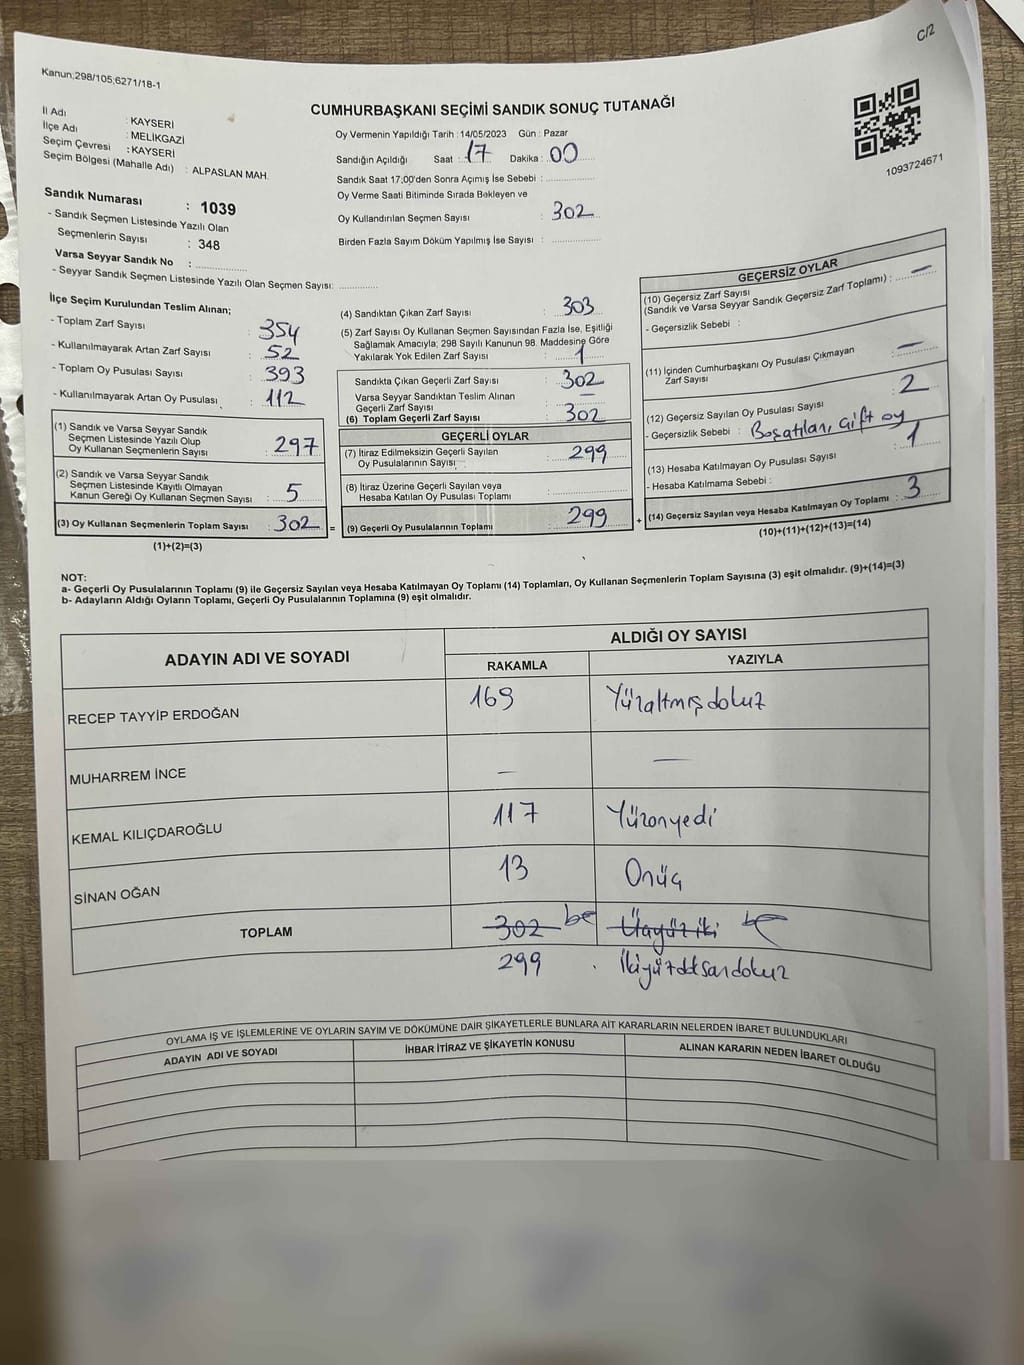 C/2
Kanun;298/105;6271/18-1
CUMHURBAŞKANI SEÇİMİ SANDIK SONUÇ TUTANAĞI
İl Adı : KAYSERİ
İlçe Adı : MELİKGAZİ
Seçim Çevresi : KAYSERİ
Seçim Bölgesi (Mahalle Adı) : ALPASLAN MAH.
Sandık Numarası : 1039
- Sandık Seçmen Listesinde Yazılı Olan
Seçmenlerin Sayısı : 348
Varsa Seyyar Sandık No :
- Seyyar Sandık Seçmen Listesinde Yazılı Olan Seçmen Sayısı:
Oy Vermenin Yapıldığı Tarih : 14/05/2023 Gün : Pazar
Sandığın Açıldığı Saat : 17 Dakika : 00
Sandık Saat 17;00'den Sonra Açımış İse Sebebi :
Oy Verme Saati Bitiminde Sırada Bekleyen ve
Oy Kullandırılan Seçmen Sayısı : 302
Birden Fazla Sayım Döküm Yapılmış İse Sayısı :
1093724671
İlçe Seçim Kurulundan Teslim Alınan;
- Toplam Zarf Sayısı : 354
- Kullanılmayarak Artan Zarf Sayısı : 52
- Toplam Oy Pusulası Sayısı : 393
- Kullanılmayarak Artan Oy Pusulası : 112
(1) Sandık ve Varsa Seyyar Sandık
Seçmen Listesinde Yazılı Olup
Oy Kullanan Seçmenlerin Sayısı : 297
(2) Sandık ve Varsa Seyyar Sandık
Seçmen Listesinde Kayıtlı Olmayan
Kanun Gereği Oy Kullanan Seçmen Sayısı : 5
(3) Oy Kullanan Seçmenlerin Toplam Sayısı : 302 =
(1)+(2)=(3)
(4) Sandıktan Çıkan Zarf Sayısı : 303
(5) Zarf Sayısı Oy Kullanan Seçmen Sayısından Fazla İse, Eşitliği
Sağlamak Amacıyla; 298 Sayılı Kanunun 98. Maddesine Göre
Yakılarak Yok Edilen Zarf Sayısı : 1
Sandıkta Çıkan Geçerli Zarf Sayısı : 302
Varsa Seyyar Sandıktan Teslim Alınan
Geçerli Zarf Sayısı : —
(6) Toplam Geçerli Zarf Sayısı : 302
GEÇERLİ OYLAR
(7) İtiraz Edilmeksizin Geçerli Sayılan
Oy Pusulalarının Sayısı : 299
(8) İtiraz Üzerine Geçerli Sayılan veya
Hesaba Katılan Oy Pusulası Toplamı :
(9) Geçerli Oy Pusulalarının Toplamı : 299 +
GEÇERSİZ OYLAR
(10) Geçersiz Zarf Sayısı
(Sandık ve Varsa Seyyar Sandık Geçersiz Zarf Toplamı) : —
- Geçersizlik Sebebi :
(11) İçinden Cumhurbaşkanı Oy Pusulası Çıkmayan
Zarf Sayısı : —
(12) Geçersiz Sayılan Oy Pusulası Sayısı : 2
- Geçersizlik Sebebi : Boş atılan, çift oy
(13) Hesaba Katılmayan Oy Pusulası Sayısı : 1
- Hesaba Katılmama Sebebi :
(14) Geçersiz Sayılan veya Hesaba Katılmayan Oy Toplamı : 3
(10)+(11)+(12)+(13)=(14)
NOT:
a- Geçerli Oy Pusulalarının Toplamı (9) ile Geçersiz Sayılan veya Hesaba Katılmayan Oy Toplamı (14) Toplamları, Oy Kullanan Seçmenlerin Toplam Sayısına (3) eşit olmalıdır. (9)+(14)=(3)
b- Adayların Aldığı Oyların Toplamı, Geçerli Oy Pusulalarının Toplamına (9) eşit olmalıdır.
ADAYIN ADI VE SOYADI ALDIĞI OY SAYISI
RAKAMLA YAZIYLA
RECEP TAYYİP ERDOĞAN 169 Yüzaltmışdokuz
MUHARREM İNCE — —
KEMAL KILIÇDAROĞLU 117 Yüzonyedi
SİNAN OĞAN 13 Onüç
TOPLAM 302 Üçyüziki
299 İkiyüzdoksandokuz
OYLAMA İŞ VE İŞLEMLERİNE VE OYLARIN SAYIM VE DÖKÜMÜNE DAİR ŞİKAYETLERLE BUNLARA AİT KARARLARIN NELERDEN İBARET BULUNDUKLARI
ADAYIN ADI VE SOYADI İHBAR İTİRAZ VE ŞİKAYETİN KONUSU ALINAN KARARIN NEDEN İBARET OLDUĞU